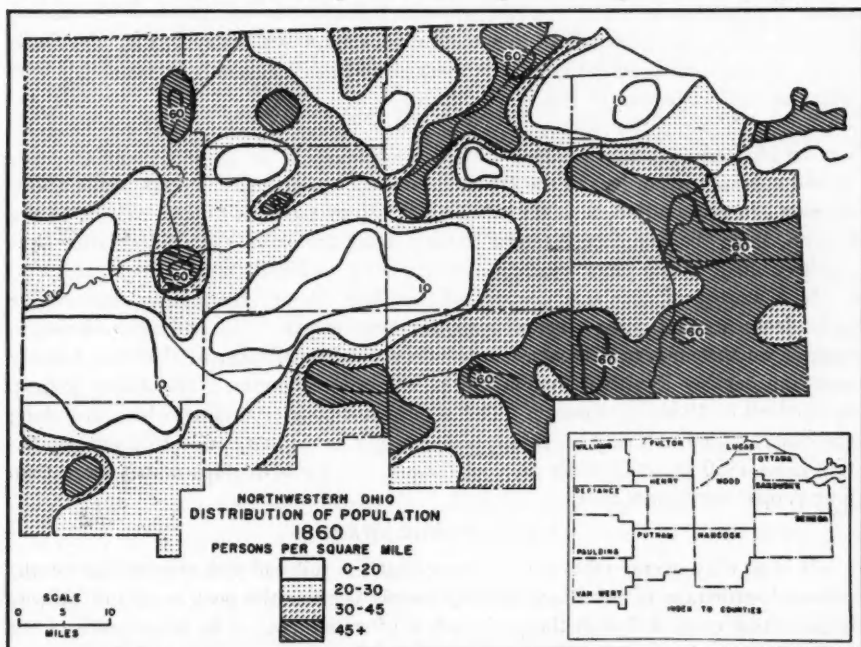 60
60
10
60
60
10
60
60
60
10
60
NORTHWESTERN OHIO
DISTRIBUTION OF POPULATION
1860
PERSONS PER SQUARE MILE
0-20
20-30
30-45
45+
SCALE
0 5 10
MILES
WILLIAMS
FULTON
LUCAS
OTTAWA
HENRY
WOOD
SANDUSKY
DEFIANCE
SENECA
PAULDING
PUTNAM
HANCOCK
VAN WERT
INDEX TO COUNTIES